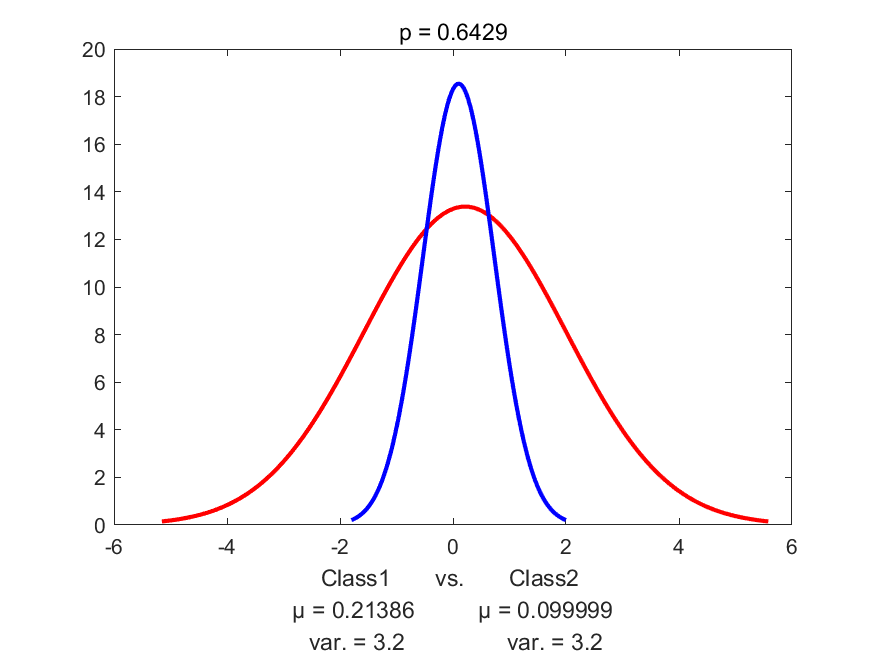 p = 0.6429
20
18
16
14
12
10
8
6
4
2
0
-6 -4 -2 0 2 4 6
Class1 vs. Class2
μ = 0.21386 μ = 0.099999
var. = 3.2 var. = 3.2